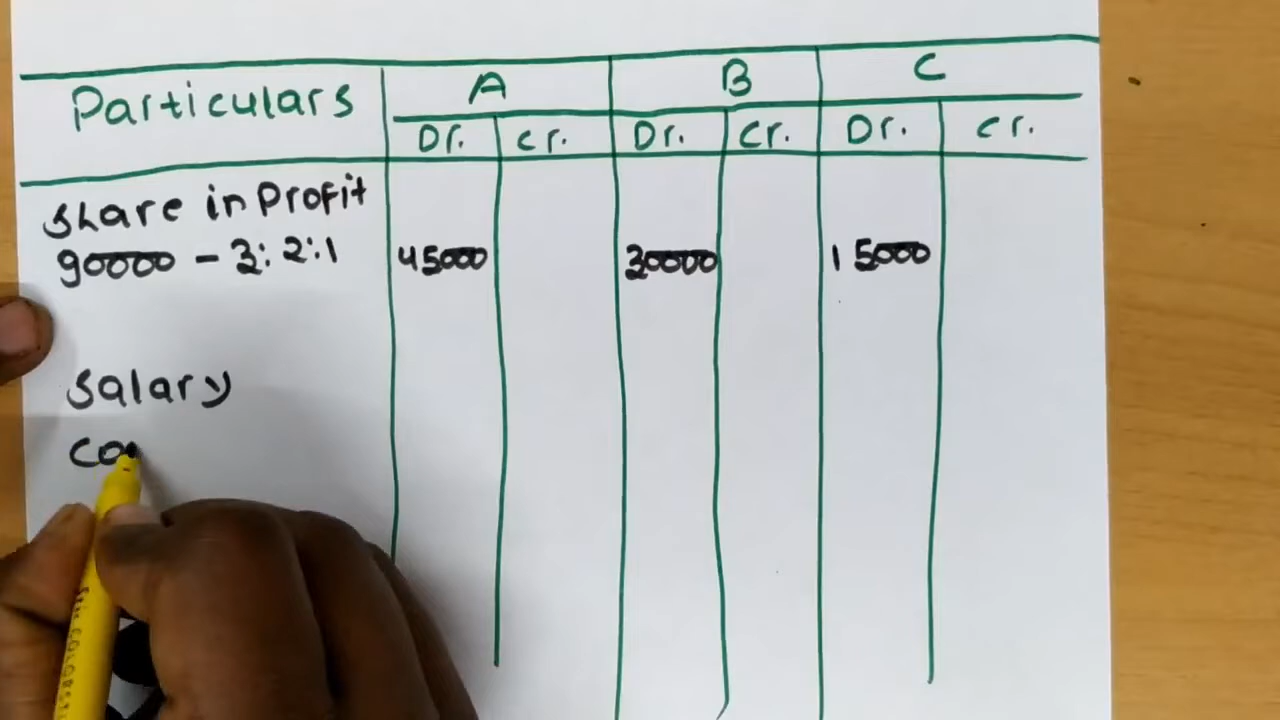 Particulars A B C
Dr. Cr. Dr. Cr. Dr. Cr.
Share in Profit
90000 - 3:2:1 45000 30000 15000
Salary